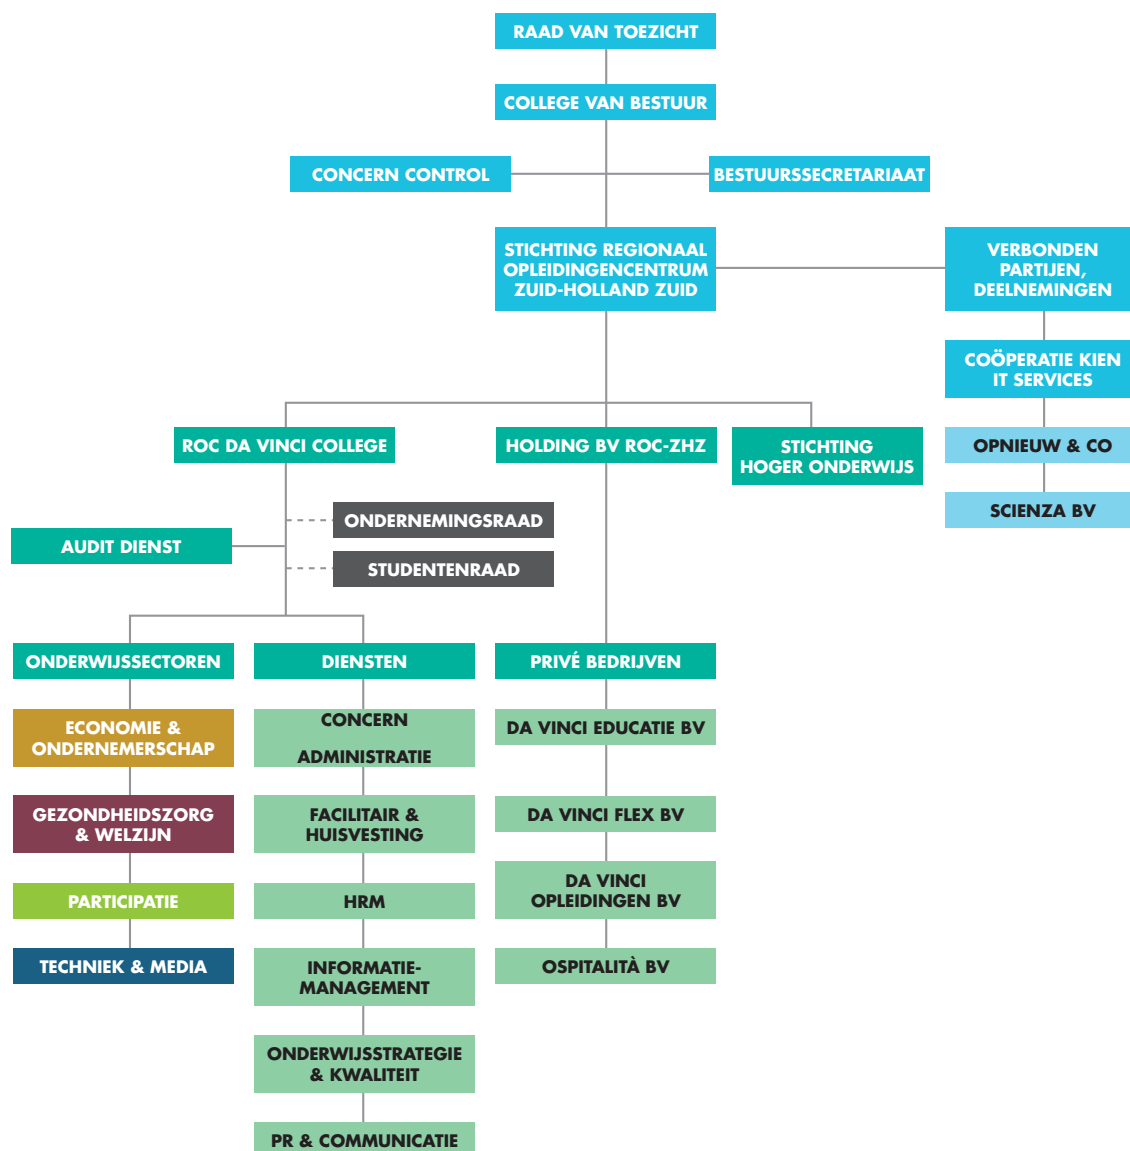 RAAD VAN TOEZICHT
COLLEGE VAN BESTUUR
CONCERN CONTROL
BESTUURSSECRETARIAAT
STICHTING REGIONAAL
OPLEIDINGENCENTRUM
ZUID-HOLLAND ZUID
VERBONDEN
PARTIJEN,
DEELNEMINGEN
COÖPERATIE KIEN
IT SERVICES
OPNIEUW & CO
SCIENZA BV
ROC DA VINCI COLLEGE
HOLDING BV ROC-ZHZ
STICHTING
HOGER ONDERWIJS
ONDERNEMINGSRAAD
AUDIT DIENST
STUDENTENRAAD
ONDERWIJSSECTOREN
ECONOMIE &
ONDERNEMERSCHAP
GEZONDHEIDSZORG
& WELZIJN
PARTICIPATIE
TECHNIEK & MEDIA
DIENSTEN
CONCERN
ADMINISTRATIE
FACILITAIR &
HUISVESTING
HRM
INFORMATIE-
MANAGEMENT
ONDERWIJSSTRATEGIE
& KWALITEIT
PR & COMMUNICATIE
PRIVÉ BEDRIJVEN
DA VINCI EDUCATIE BV
DA VINCI FLEX BV
DA VINCI
OPLEIDINGEN BV
OSPITALITÀ BV